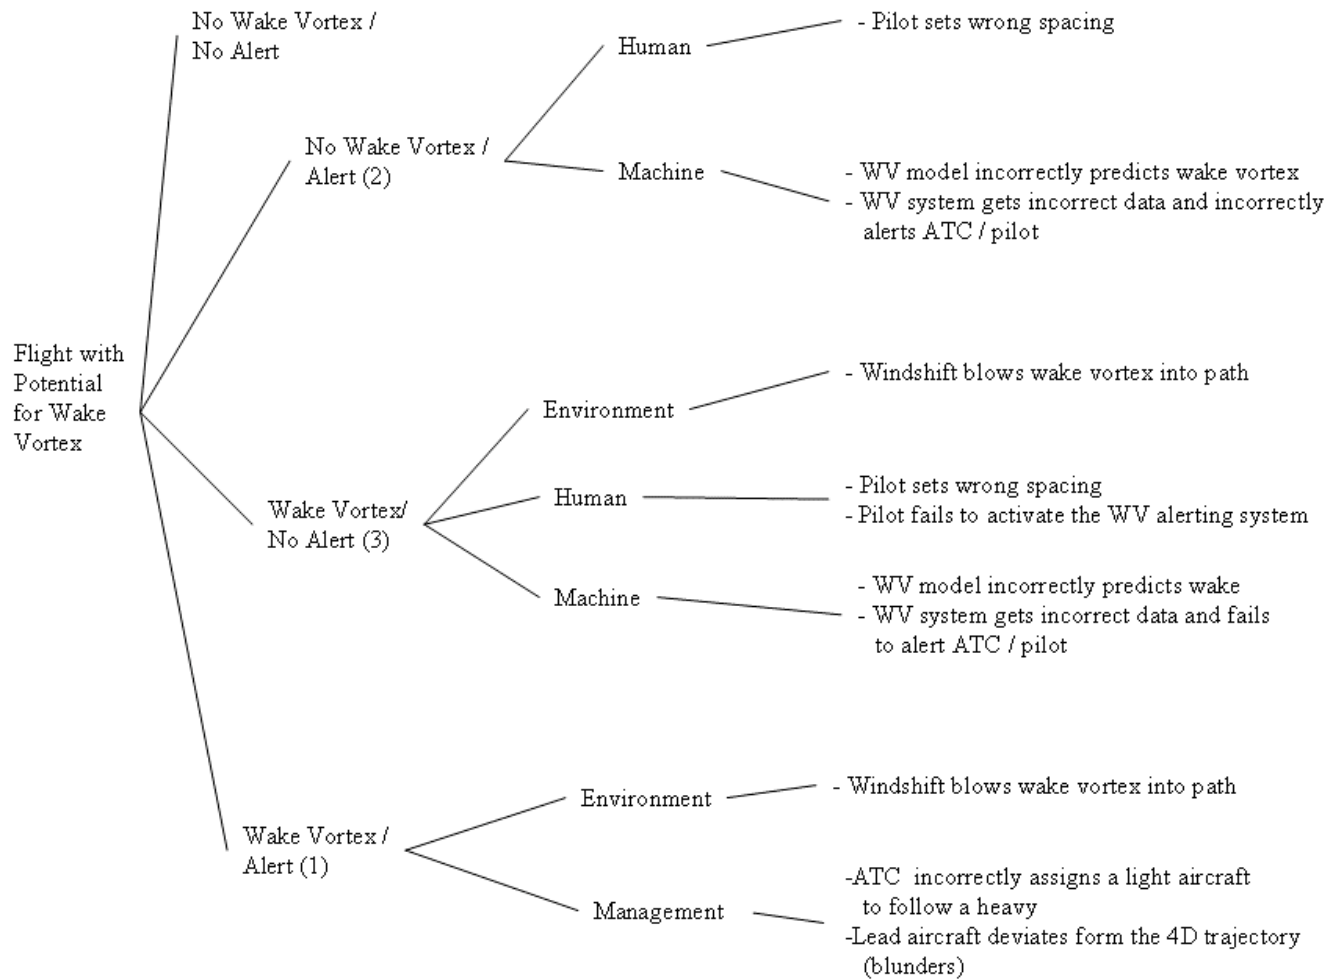 No Wake Vortex /
No Alert
Human
- Pilot sets wrong spacing
No Wake Vortex /
Alert (2)
Machine
- WV model incorrectly predicts wake vortex
- WV system gets incorrect data and incorrectly
alerts ATC / pilot
Flight with
Potential
for Wake
Vortex
Environment
- Windshift blows wake vortex into path
Wake Vortex/
No Alert (3)
Human
- Pilot sets wrong spacing
- Pilot fails to activate the WV alerting system
Machine
- WV model incorrectly predicts wake
- WV system gets incorrect data and fails
to alert ATC / pilot
Wake Vortex /
Alert (1)
Environment
- Windshift blows wake vortex into path
Management
-ATC incorrectly assigns a light aircraft
to follow a heavy
-Lead aircraft deviates form the 4D trajectory
(blunders)